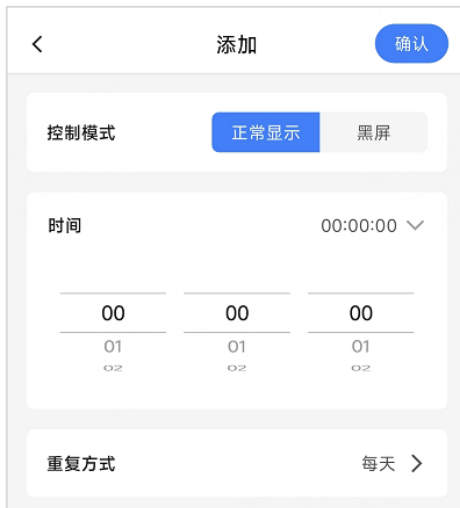 添加 确认
控制模式 正常显示 黑屏
时间 00:00:00
00 00 00
01 01 01
02 02 02
重复方式 每天